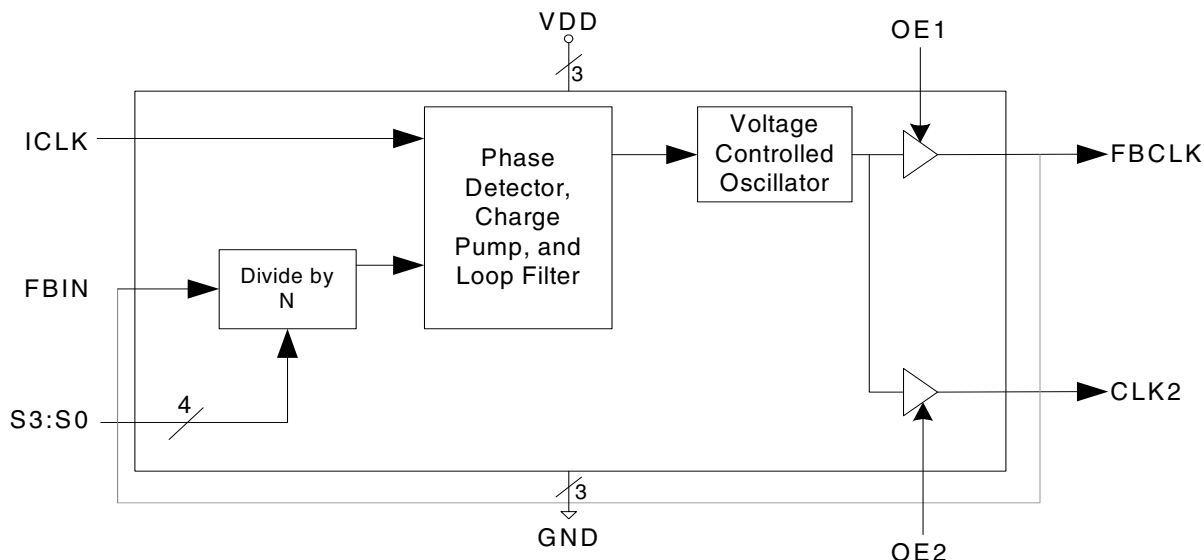 VDD
3
OE1
ICLK
Phase
Detector,
Charge
Pump, and
Loop Filter
Voltage
Controlled
Oscillator
FBCLK
FBIN
Divide by
N
S3:S0
4
CLK2
3
GND
OE2